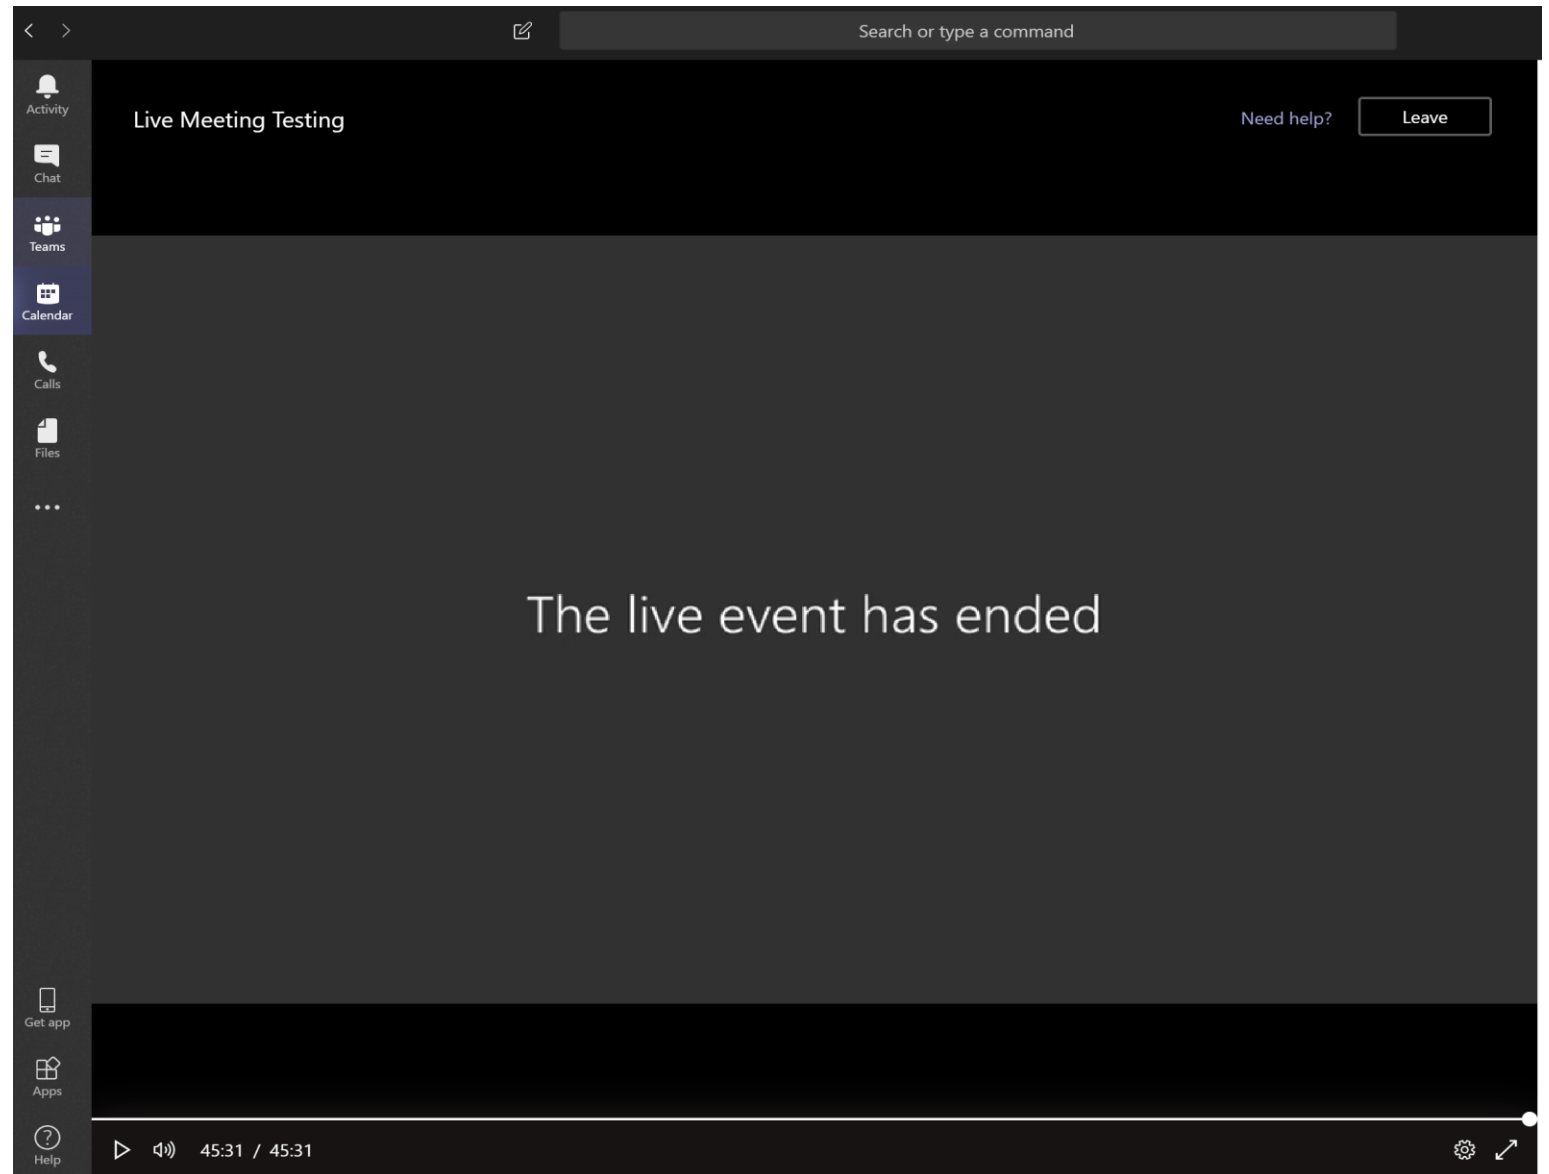 Search or type a command
Activity
Live Meeting Testing
Need help?
Leave
Chat
Teams
Calendar
Calls
Files
The live event has ended
Get app
Apps
Help
45:31 / 45:31